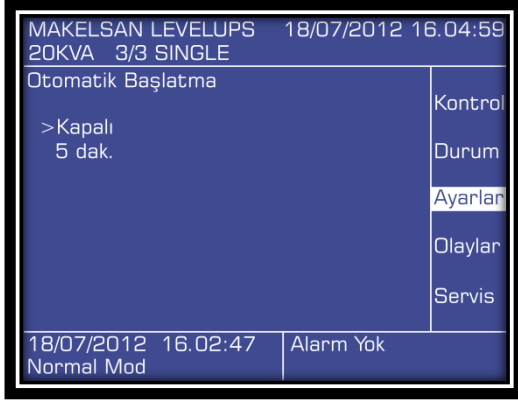 MAKELSAN LEVELUPS 18/07/2012 16.04:59
20KVA 3/3 SINGLE
Otomatik Başlatma
>Kapalı
5 dak.
Kontrol
Durum
Ayarlar
Olaylar
Servis
18/07/2012 16.02:47
Normal Mod
Alarm Yok